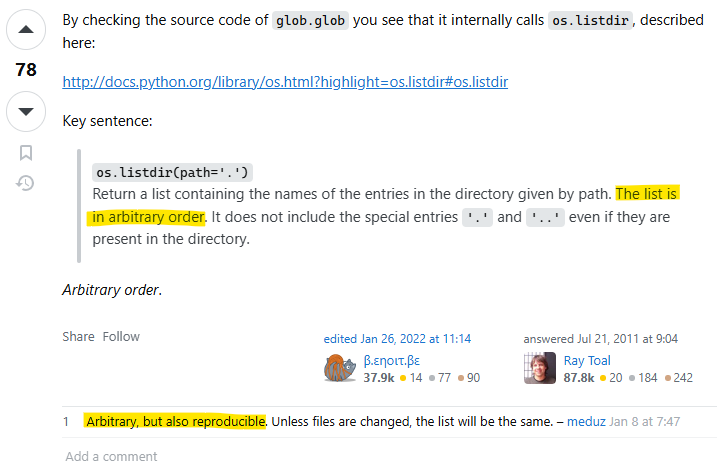 By checking the source code of glob.glob you see that it internally calls os.listdir, described
here:
78
http://docs.python.org/library/os.html?highlight=os.listdir#os.listdir
Key sentence:
os.listdir(path='.')
Return a list containing the names of the entries in the directory given by path. The list is
in arbitrary order. It does not include the special entries '.' and '..' even if they are
present in the directory.
Arbitrary order.
Share Follow
edited Jan 26, 2022 at 11:14
β.εηοιτ.βε
37.9k 14 77 90
answered Jul 21, 2011 at 9:04
Ray Toal
87.8k 20 184 242
1 Arbitrary, but also reproducible. Unless files are changed, the list will be the same. – meduz Jan 8 at 7:47
Add a comment